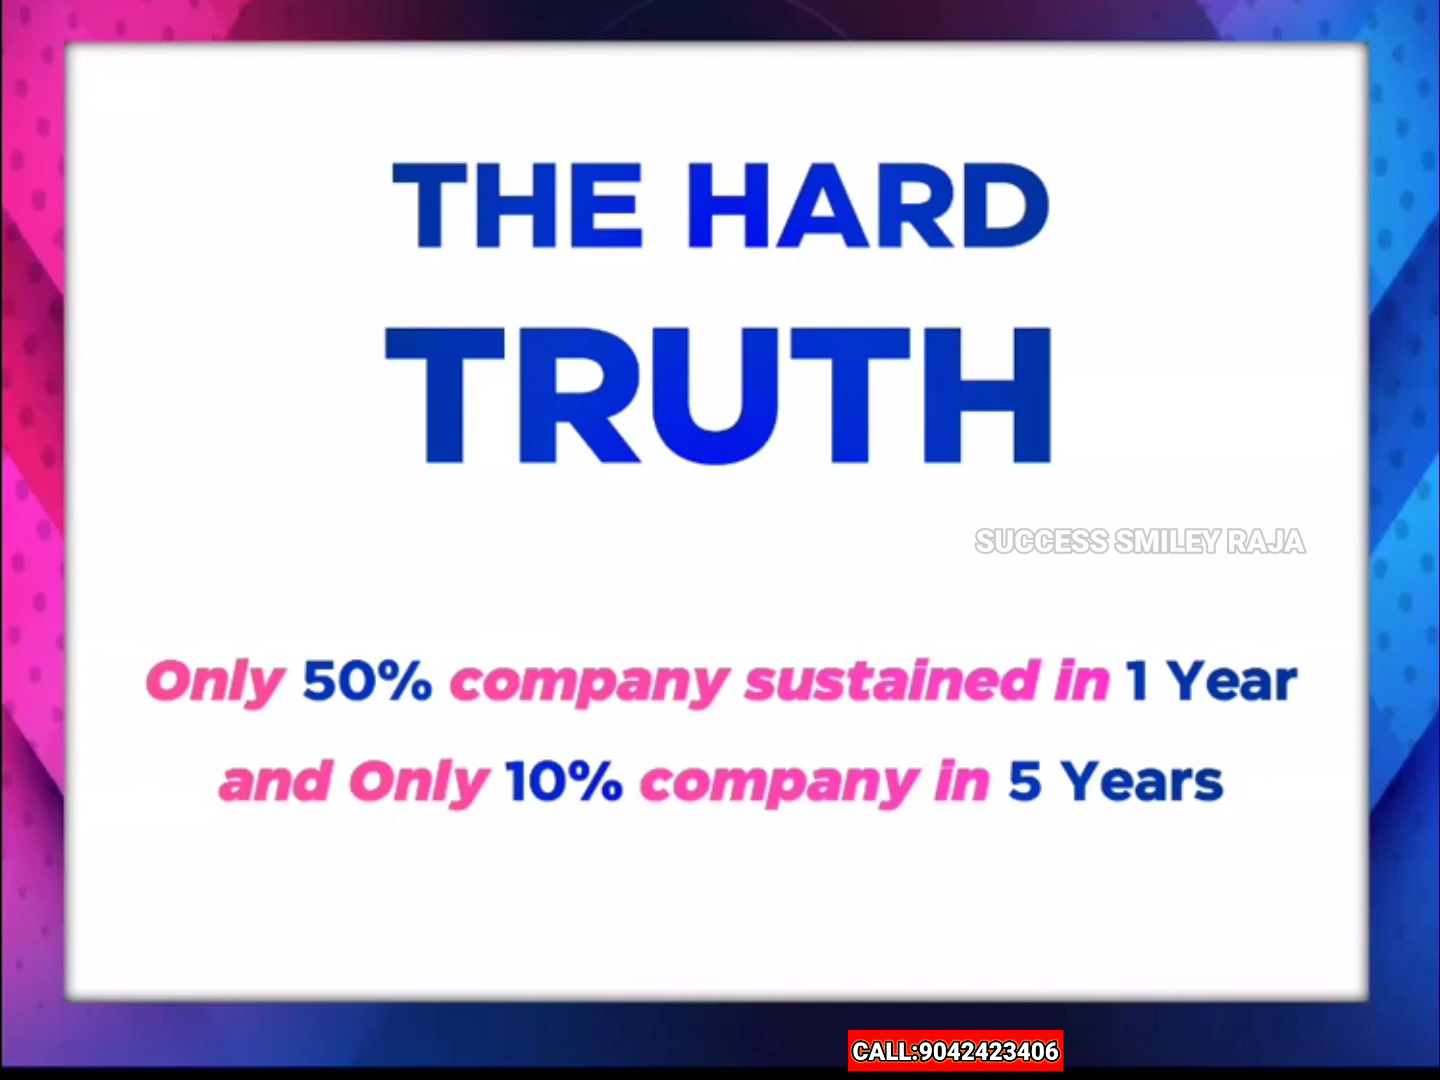 THE HARD
TRUTH
SUCCESS SMILEY RAJA
Only 50% company sustained in 1 Year
and Only 10% company in 5 Years
CALL:9042423406